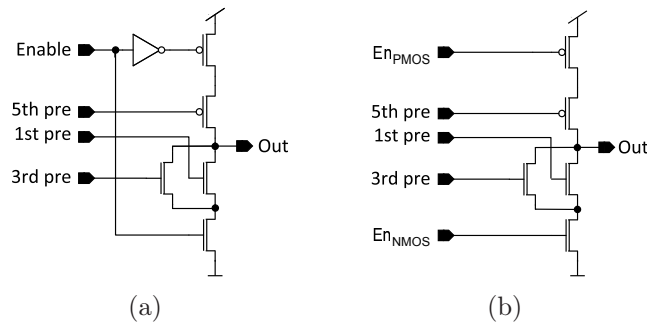 Enable
5th pre
1st pre
Out
3rd pre
(a)
En_PMOS
5th pre
1st pre
Out
3rd pre
En_NMOS
(b)